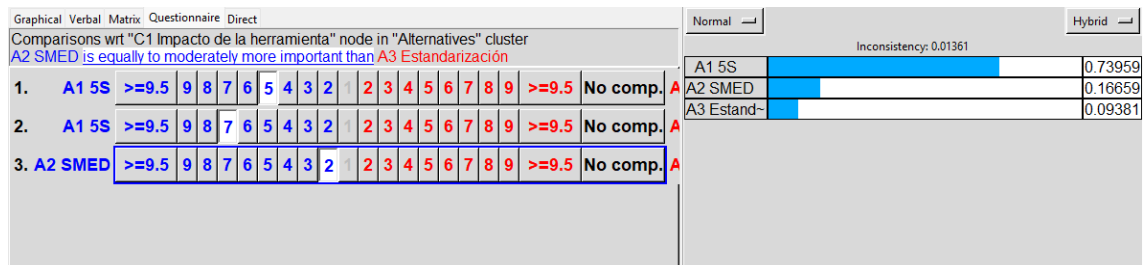 Graphical Verbal Matrix Questionnaire Direct
Comparisons wrt "C1 Impacto de la herramienta" node in "Alternatives" cluster
A2 SMED is equally to moderately more important than A3 Estandarización
1. A1 5S >=9.5 9 8 7 6 5 4 3 2 1 2 3 4 5 6 7 8 9 >=9.5 No comp. A
2. A1 5S >=9.5 9 8 7 6 5 4 3 2 1 2 3 4 5 6 7 8 9 >=9.5 No comp. A
3. A2 SMED >=9.5 9 8 7 6 5 4 3 2 1 2 3 4 5 6 7 8 9 >=9.5 No comp. A
Normal Hybrid
Inconsistency: 0.01361
A1 5S 0.73959
A2 SMED 0.16659
A3 Estand~ 0.09381